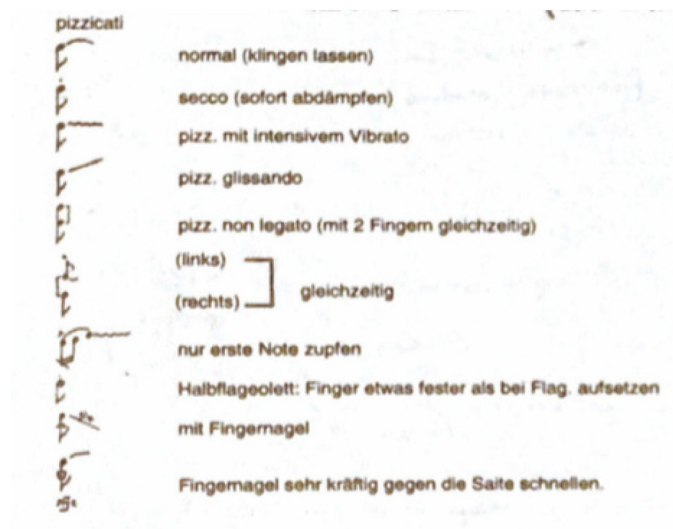 pizzicati
normal (klingen lassen)
secco (sofort abdämpfen)
pizz. mit intensivem Vibrato
pizz. glissando
pizz. non legato (mit 2 Fingern gleichzeitig)
(links)
gleichzeitig
(rechts)
nur erste Note zupfen
Halbflageolett: Finger etwas fester als bei Flag. aufsetzen
mit Fingernagel
Fingernagel sehr kräftig gegen die Saite schnellen.